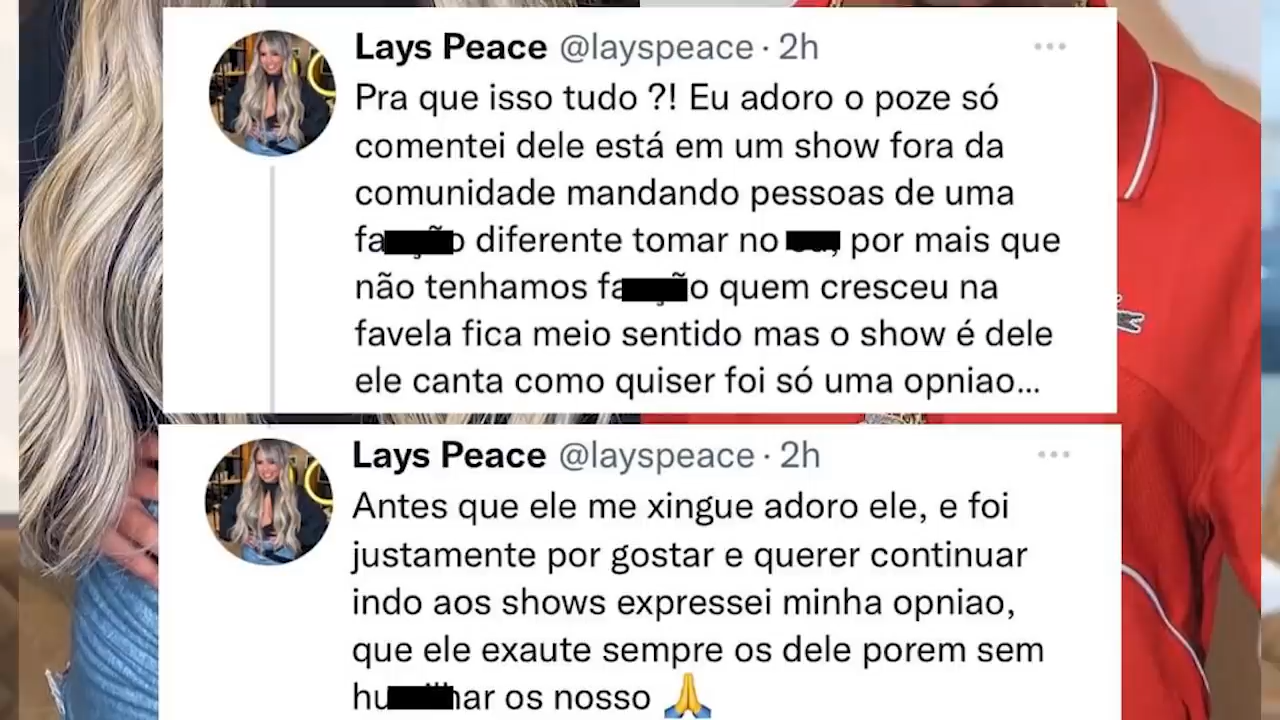 Lays Peace @layspeace · 2h
Pra que isso tudo ?! Eu adoro o poze só
comentei dele está em um show fora da
comunidade mandando pessoas de uma
diferente tomar no por mais que
não tenhamos quem cresceu na
favela fica meio sentido mas o show é dele
ele canta como quiser foi só uma opniao...
Lays Peace @layspeace · 2h
Antes que ele me xingue adoro ele, e foi
justamente por gostar e querer continuar
indo aos shows expressei minha opniao,
que ele exaute sempre os dele porem sem
os nosso 🙏